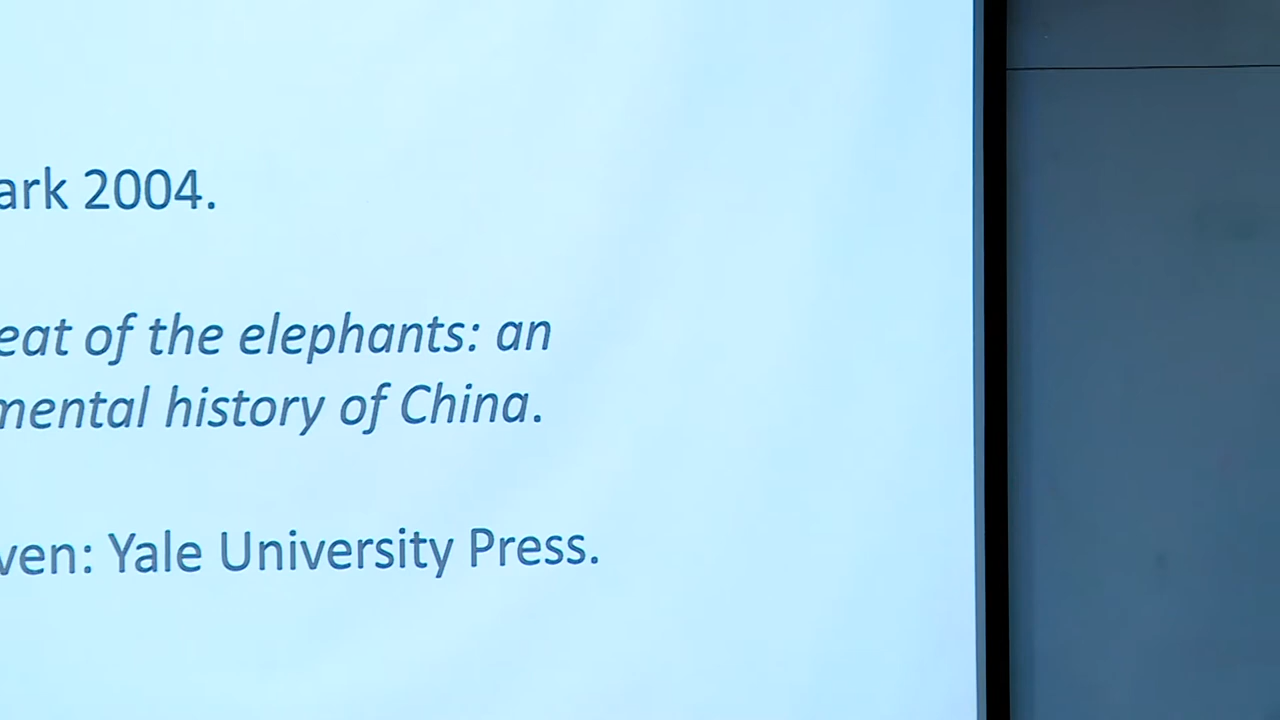 ark 2004.
eat of the elephants: an
mental history of China.
ven: Yale University Press.